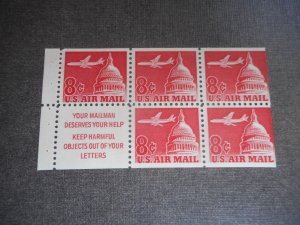 8¢
U.S. AIR MAIL
8¢
U.S. AIR MAIL
8¢
U.S. AIR MAIL
YOUR MAILMAN
DESERVES YOUR HELP
KEEP HARMFUL
OBJECTS OUT OF YOUR
LETTERS
8¢
U.S. AIR MAIL
8¢
U.S. AIR MAIL